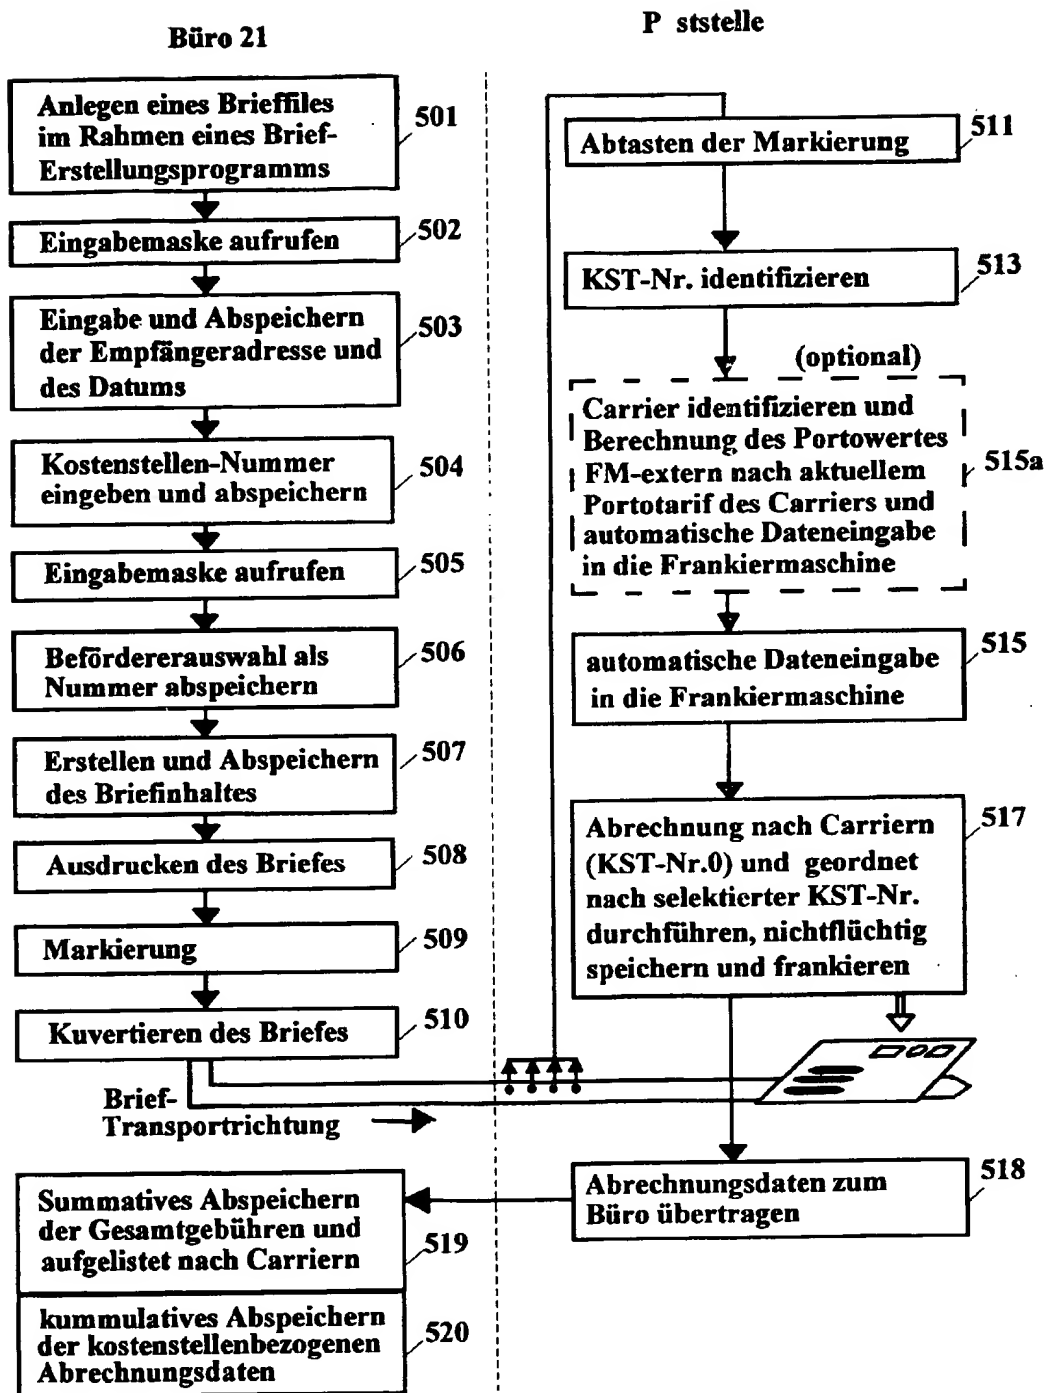 Büro 21
Anlegen eines Brieffiles
im Rahmen eines Brief-
Erstellungsprogramms
501
Eingabemaske aufrufen
502
Eingabe und Abspeichern
der Empfängeradresse und
des Datums
503
Kostenstellen-Nummer
eingeben und abspeichern
504
Eingabemaske aufrufen
505
Befördererauswahl als
Nummer abspeichern
506
Erstellen und Abspeichern
des Briefinhaltes
507
Ausdrucken des Briefes
508
Markierung
509
Kuvertieren des Briefes
510
Brief-
Transportrichtung
Summatives Abspeichern
der Gesamtgebühren und
aufgelistet nach Carriern
519
kummulatives Abspeichern
der kostenstellenbezogenen
Abrechnungsdaten
520
P ststelle
Abtasten der Markierung
511
KST-Nr. identifizieren
513
(optional)
Carrier identifizieren und
Berechnung des Portowertes
FM-extern nach aktuellem
Portotarif des Carriers und
automatische Dateneingabe
in die Frankiermaschine
515a
automatische Dateneingabe
in die Frankiermaschine
515
Abrechnung nach Carriern
(KST-Nr.0) und geordnet
nach selektierter KST-Nr.
durchführen, nichtflüchtig
speichern und frankieren
517
Abrechnungsdaten zum
Büro übertragen
518